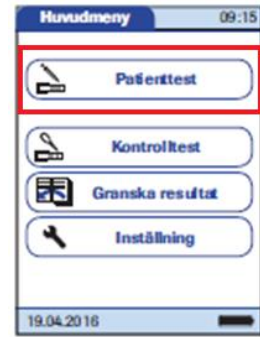 Huvudmeny 09:15
Patienttest
Kontrolltest
Granska resultat
Inställning
19.04.2016